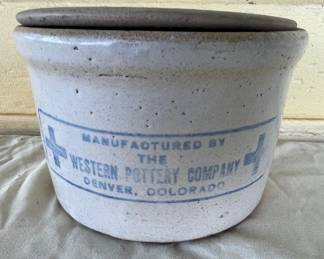 MANUFACTURED BY
THE
WESTERN POTTERY COMPANY
DENVER, COLORADO